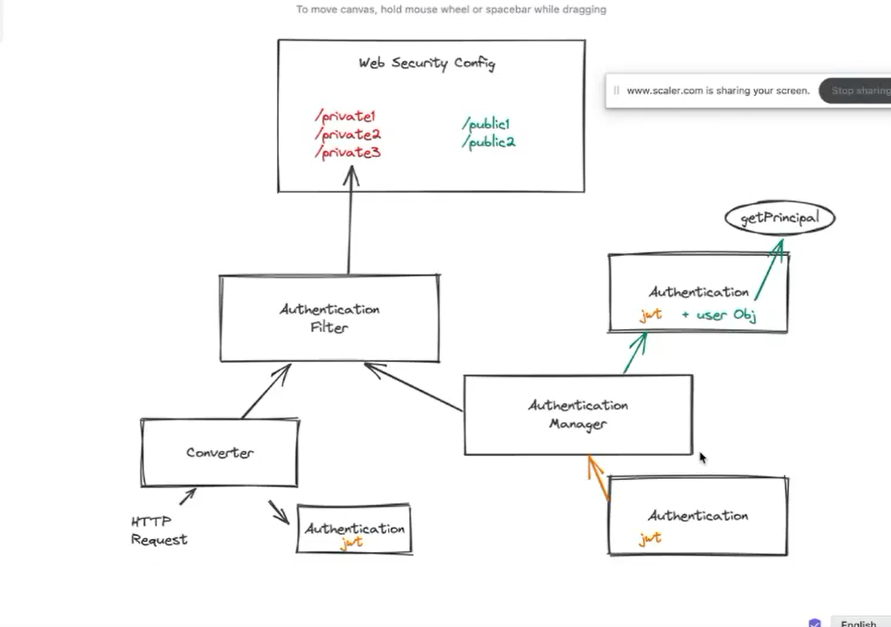 To move canvas, hold mouse wheel or spacebar while dragging
Web Security Config
/private1
/private2
/private3
/public1
/public2
www.scaler.com is sharing your screen.
Stop sharing
getPrincipal
Authentication
jwt + user Obj
Authentication
Filter
Authentication
Manager
Converter
HTTP
Request
Authentication
jwt
Authentication
jwt
English